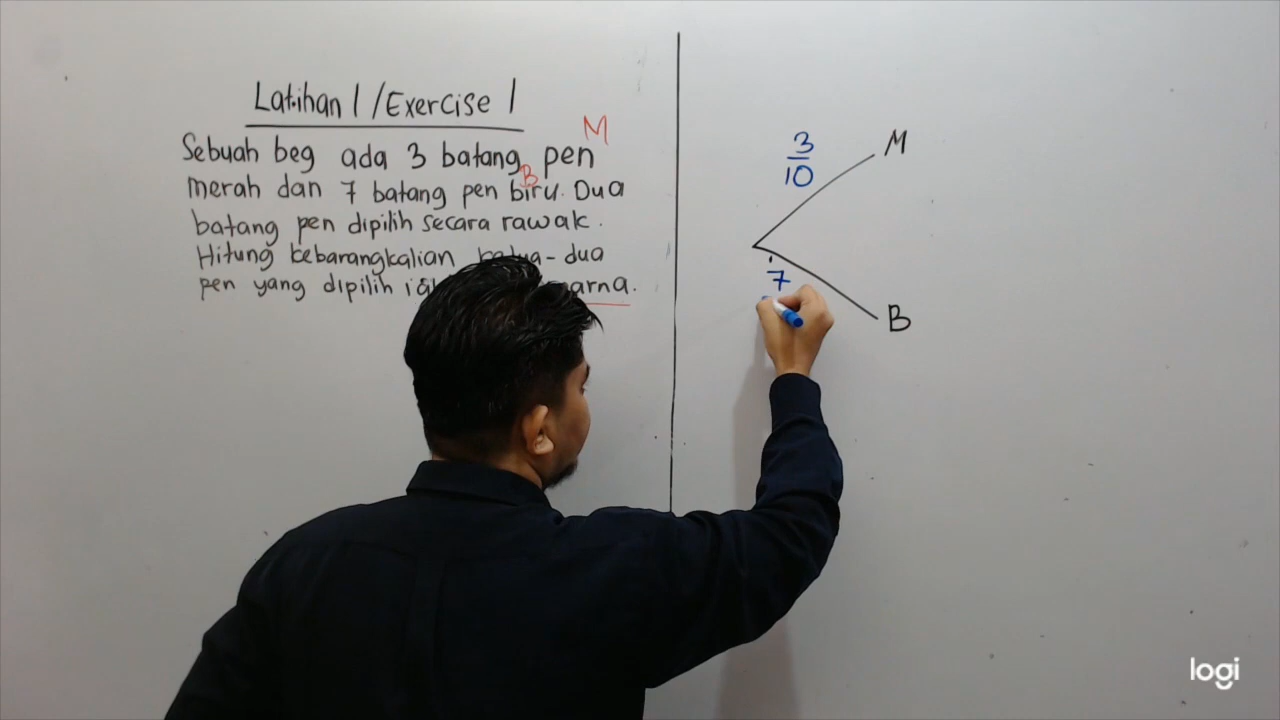 Latihan 1 / Exercise 1
M
Sebuah beg ada 3 batang pen
B
merah dan 7 batang pen biru. Dua
batang pen dipilih secara rawak.
Hitung kebarangkalian kedua-dua
pen yang dipilih warna.
3
10
M
7
B
logi